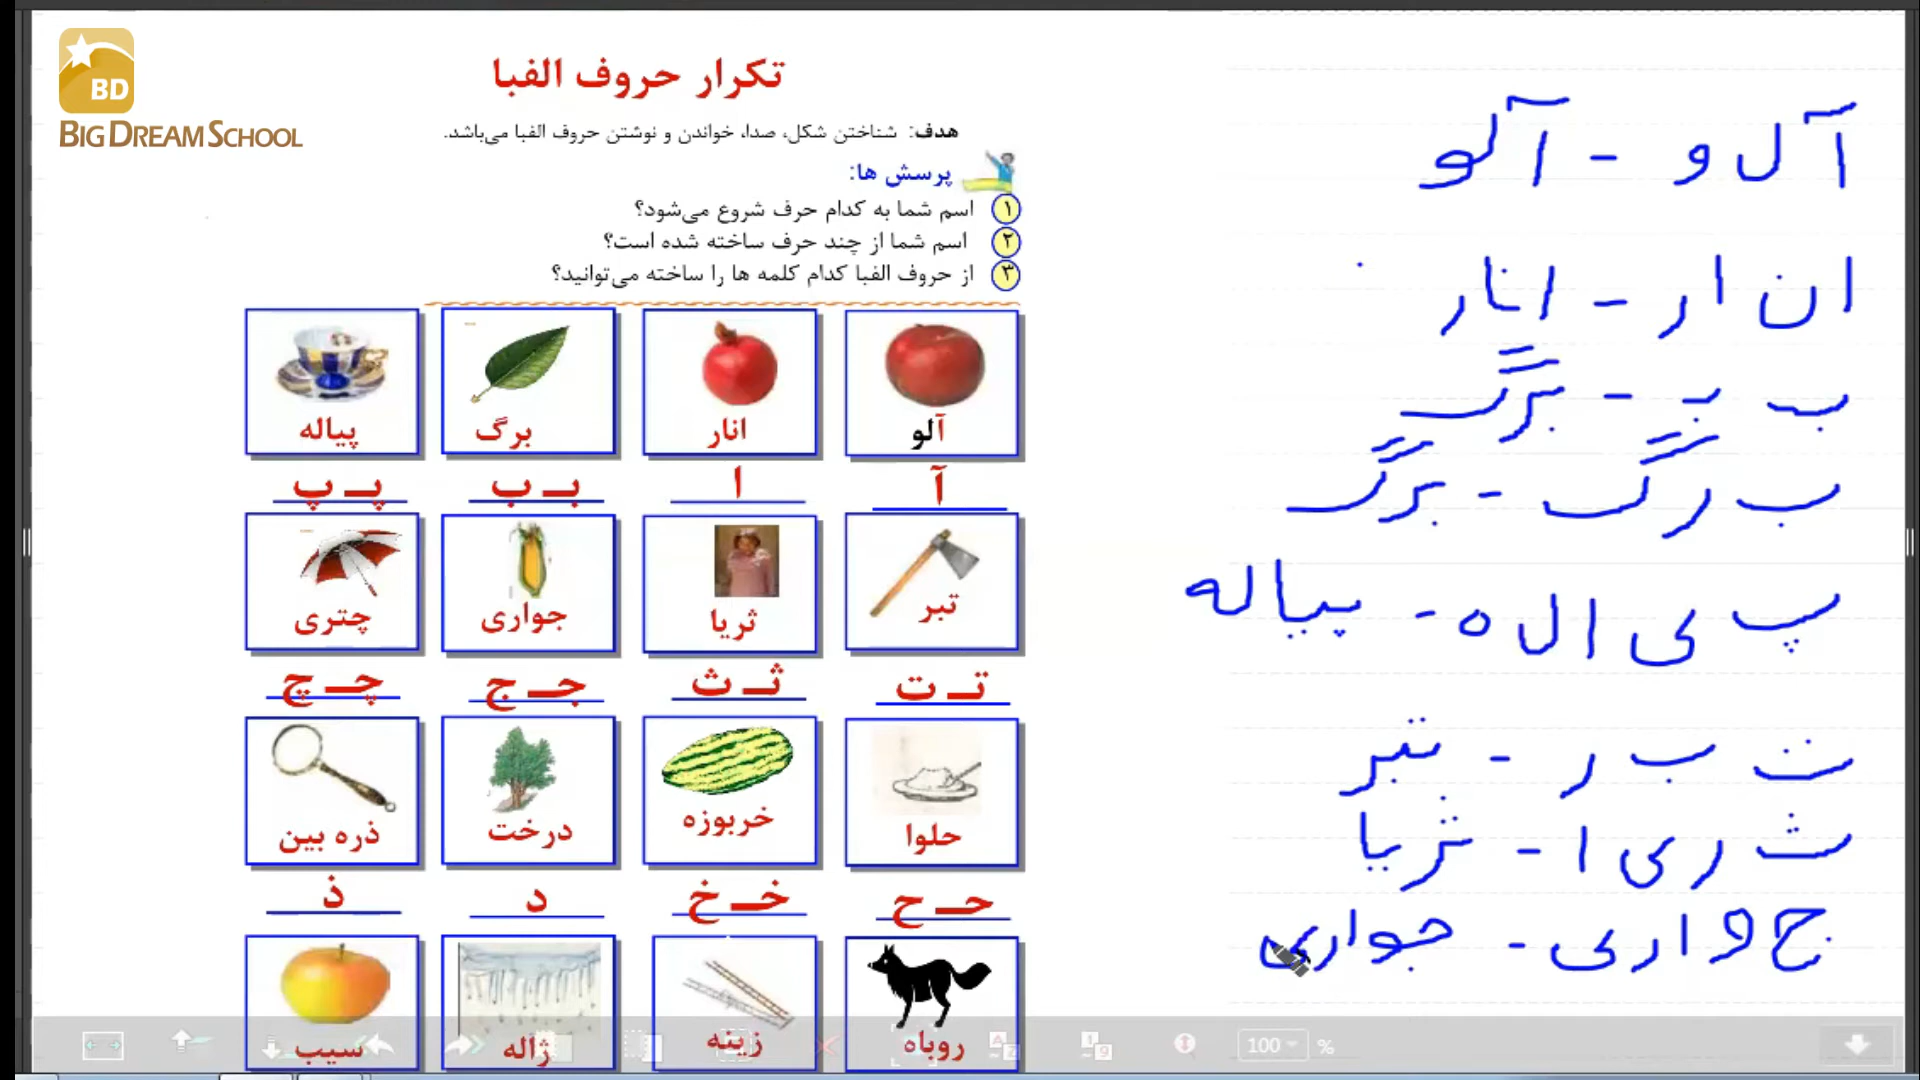 BD
BIG DREAM SCHOOL
تکرار حروف الفبا
هدف: شناختن شکل، صدا، خواندن و نوشتن حروف الفبا می‌باشد.
پرسش ها:
۱ اسم شما به کدام حرف شروع می‌شود؟
۲ اسم شما از چند حرف ساخته شده است؟
۳ از حروف الفبا کدام کلمه ها را ساخته می‌توانید؟
آلو انار برگ پیاله
آ ا بـ ب پـ پ
تبر ثریا جواری چتری
تـ ت ثـ ث جـ ج چـ چ
حلوا خربوزه درخت ذره بین
حـ ح خـ خ د ذ
روباه زینه ژاله سیب
آ ل و - آلو
ا ن ا ر - انار
ب بر - برگ
ب ر گ - برگ
پ ی ا ل ه - پیاله
ت ب ر - تبر
ث ر ی ا - ثریا
ج و ا ر ی - جواری
100 %